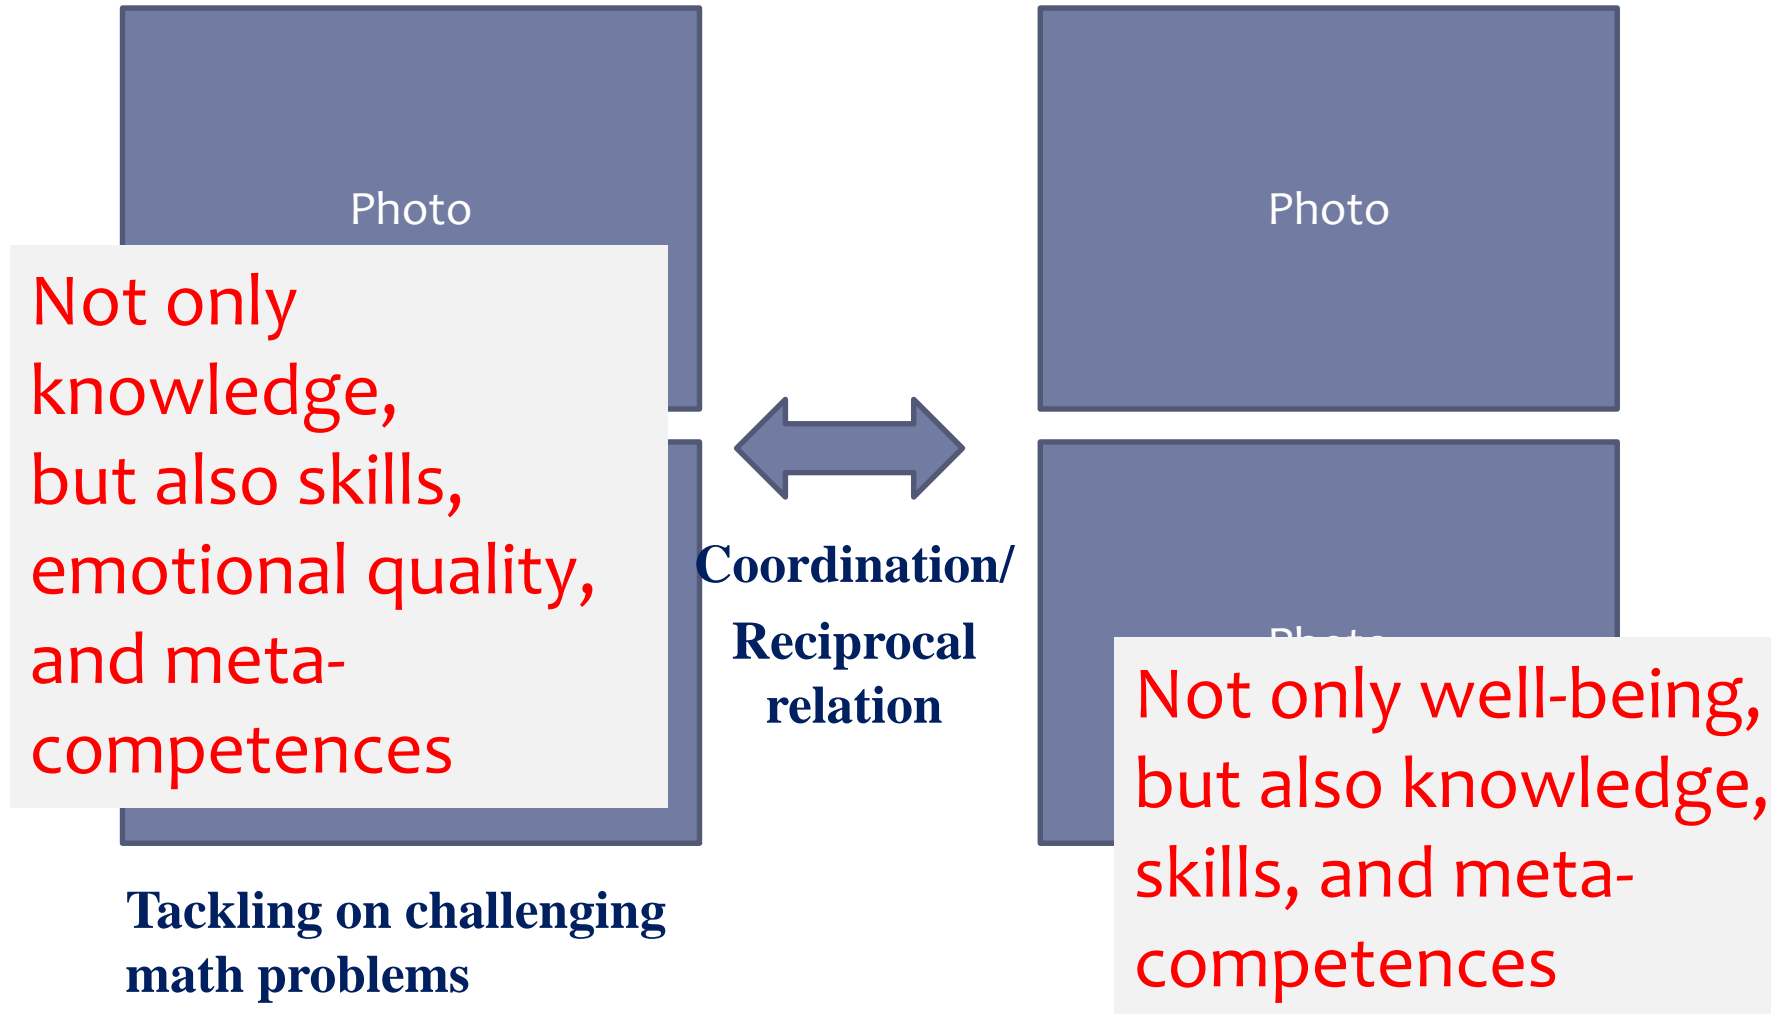 Photo
Photo
Not only
knowledge,
but also skills,
emotional quality,
and meta-
competences
Coordination/
Reciprocal
relation
Photo
Not only well-being,
but also knowledge,
skills, and meta-
competences
Tackling on challenging
math problems